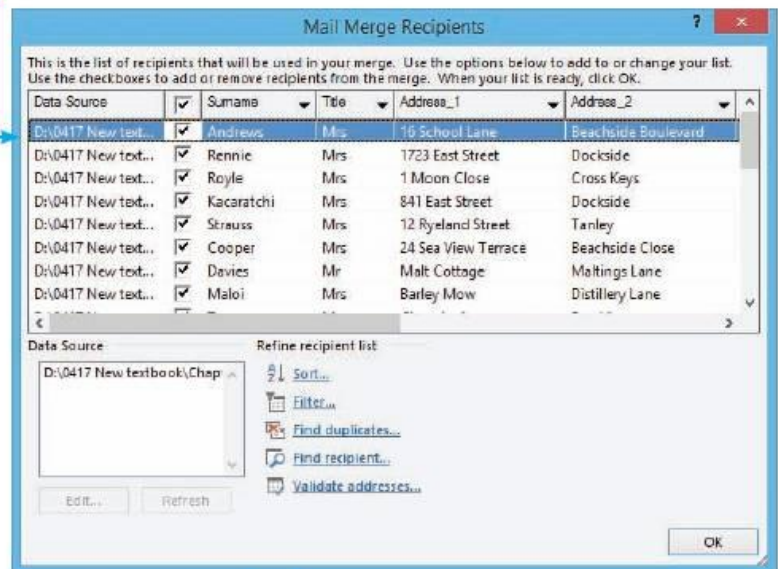 Mail Merge Recipients
?
This is the list of recipients that will be used in your merge. Use the options below to add to or change your list.
Use the checkboxes to add or remove recipients from the merge. When your list is ready, click OK.
Data Source Surname Title Address_1 Address_2
D:\0417 New text... Andrews Mrs 16 School Lane Beachside Boulevard
D:\0417 New text... Rennie Mrs 1723 East Street Dockside
D:\0417 New text... Royle Mrs 1 Moon Close Cross Keys
D:\0417 New text... Kacaratchi Mrs 841 East Street Dockside
D:\0417 New text... Strauss Mrs 12 Ryeland Street Tanley
D:\0417 New text... Cooper Mrs 24 Sea View Terrace Beachside Close
D:\0417 New text... Davies Mr Malt Cottage Maltings Lane
D:\0417 New text... Maloi Mrs Barley Mow Distillery Lane
Data Source Refine recipient list
D:\0417 New textbook\Chap
Sort...
Filter...
Find duplicates...
Find recipient...
Validate addresses...
Edit... Refresh
OK